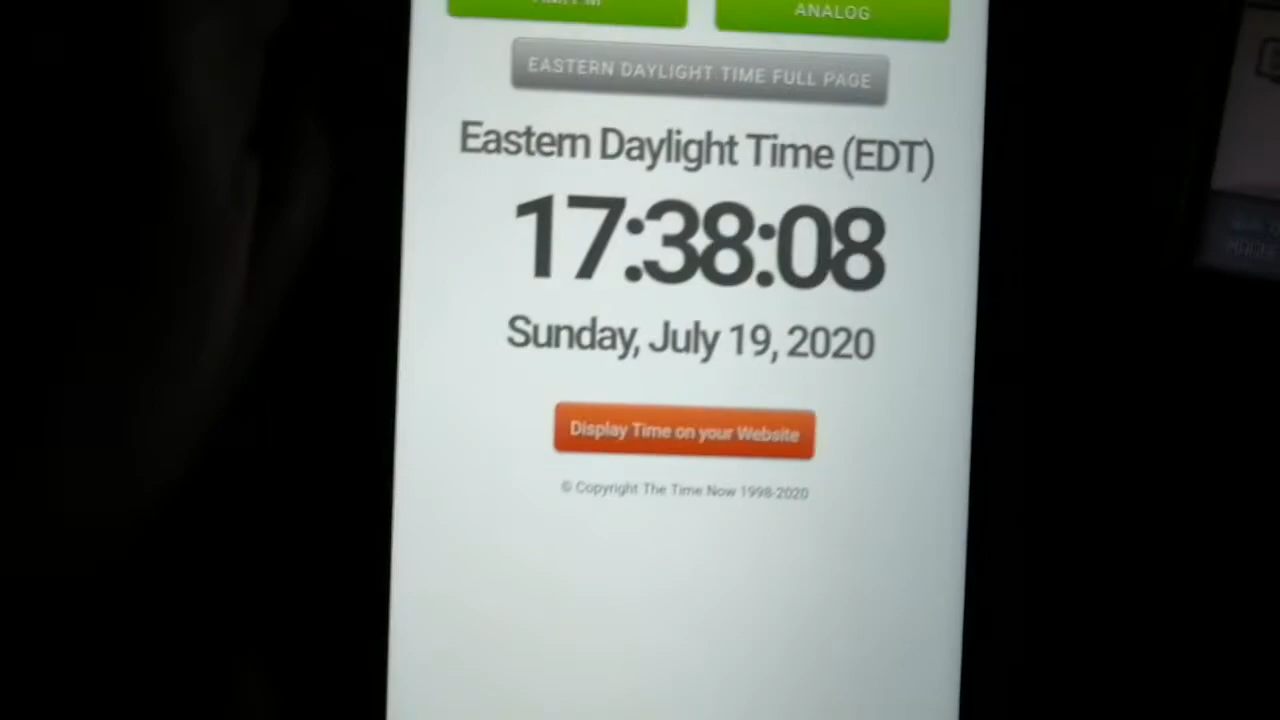 ANALOG
EASTERN DAYLIGHT TIME FULL PAGE
Eastern Daylight Time (EDT)
17:38:08
Sunday, July 19, 2020
Display Time on your Website
© Copyright The Time Now 1998-2020